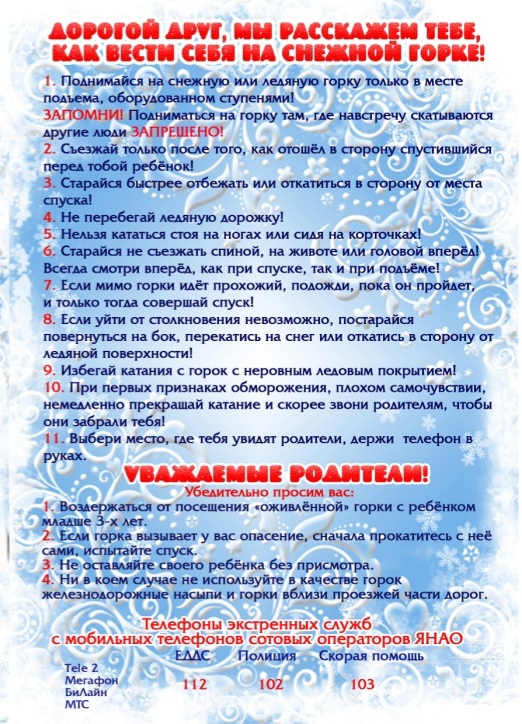 ДОРОГОЙ ДРУГ, МЫ РАССКАЖЕМ ТЕБЕ,
КАК ВЕСТИ СЕБЯ НА СНЕЖНОЙ ГОРКЕ!
1. Поднимайся на снежную или ледяную горку только в месте
подъема, оборудованном ступенями!
ЗАПОМНИ! Подниматься на горку там, где навстречу скатываются
другие люди ЗАПРЕШЕНО!
2. Съезжай только после того, как отошёл в сторону спустившийся
перед тобой ребёнок!
3. Старайся быстрее отбежать или откатиться в сторону от места
спуска!
4. Не перебегай ледяную дорожку!
5. Нельзя кататься стоя на ногах или сидя на корточках!
6. Старайся не съезжать спиной, на животе или головой вперёд!
Всегда смотри вперёд, как при спуске, так и при подъёме!
7. Если мимо горки идёт прохожий, подожди, пока он пройдет,
и только тогда совершай спуск!
8. Если уйти от столкновения невозможно, постарайся
повернуться на бок, перекатись на снег или откатись в сторону от
ледяной поверхности!
9. Избегай катания с горок с неровным ледовым покрытием!
10. При первых признаках обморожения, плохом самочувствии,
немедленно прекращай катание и скорее звони родителям, чтобы
они забрали тебя!
11. Выбери место, где тебя увидят родители, держи телефон в
руках.
УВАЖАЕМЫЕ РОДИТЕЛИ!
Убедительно просим вас:
1. Воздержаться от посещения «оживлённой» горки с ребёнком
младше 3-х лет.
2. Если горка вызывает у вас опасение, сначала прокатитесь с неё
сами, испытайте спуск.
3. Не оставляйте своего ребёнка без присмотра.
4. Ни в коем случае не используйте в качестве горок
железнодорожные насыпи и горки вблизи проезжей части дорог.
Телефоны экстренных служб
с мобильных телефонов сотовых операторов ЯНАО
ЕДДС Полиция Скорая помощь
Tele 2
Мегафон 112 102 103
БиЛайн
МТС